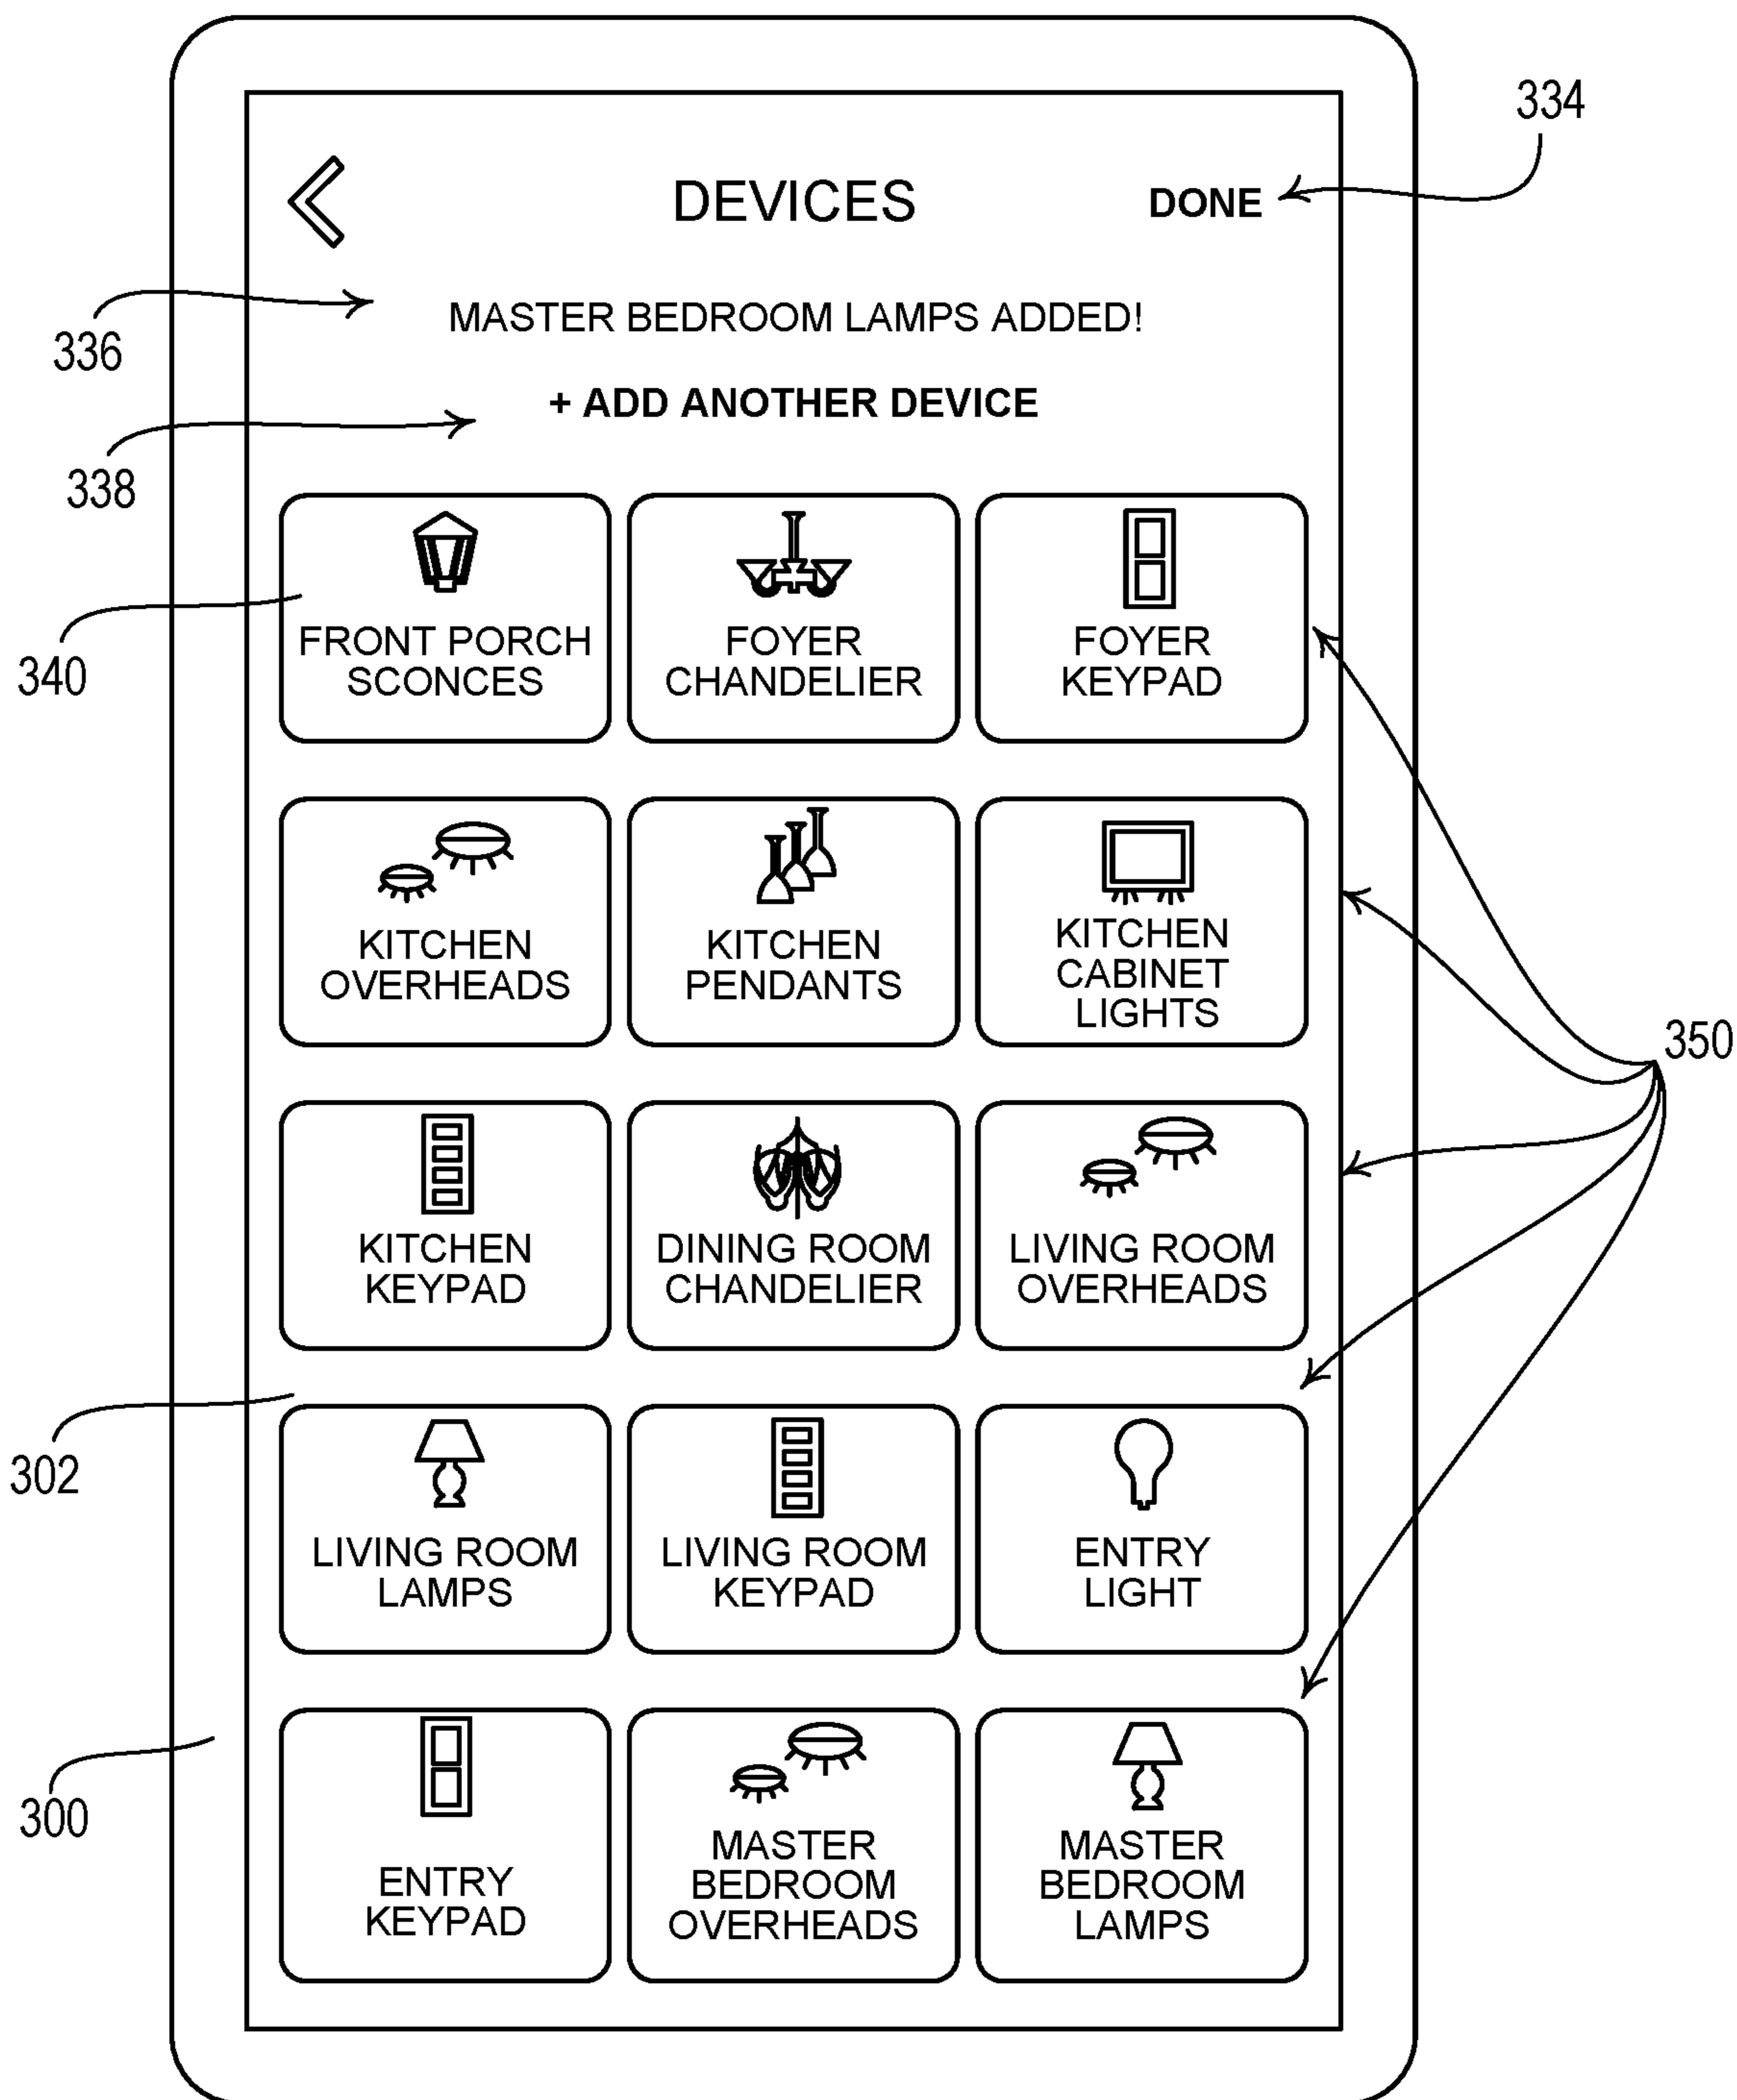 334
DEVICES DONE
336
MASTER BEDROOM LAMPS ADDED!
338
+ ADD ANOTHER DEVICE
340
FRONT PORCH
SCONCES
FOYER
CHANDELIER
FOYER
KEYPAD
KITCHEN
OVERHEADS
KITCHEN
PENDANTS
KITCHEN
CABINET
LIGHTS
350
KITCHEN
KEYPAD
DINING ROOM
CHANDELIER
LIVING ROOM
OVERHEADS
302
LIVING ROOM
LAMPS
LIVING ROOM
KEYPAD
ENTRY
LIGHT
300
ENTRY
KEYPAD
MASTER
BEDROOM
OVERHEADS
MASTER
BEDROOM
LAMPS